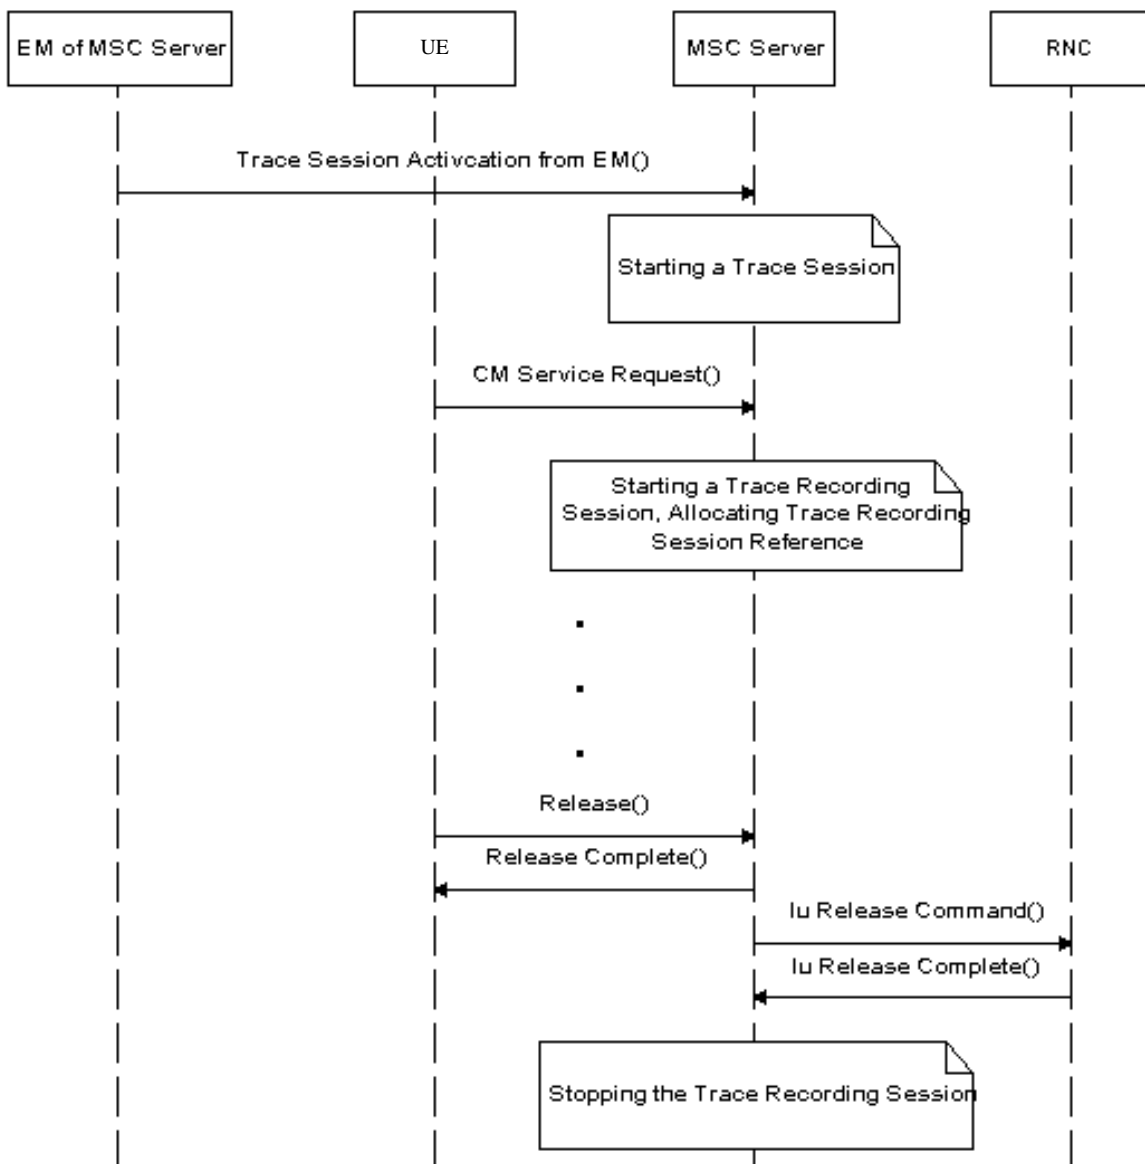 EM of MSC Server
UE
MSC Server
RNC
Trace Session Activcation from EM()
Starting a Trace Session
CM Service Request()
Starting a Trace Recording
Session, Allocating Trace Recording
Session Reference
Release()
Release Complete()
Iu Release Command()
Iu Release Complete()
Stopping the Trace Recording Session